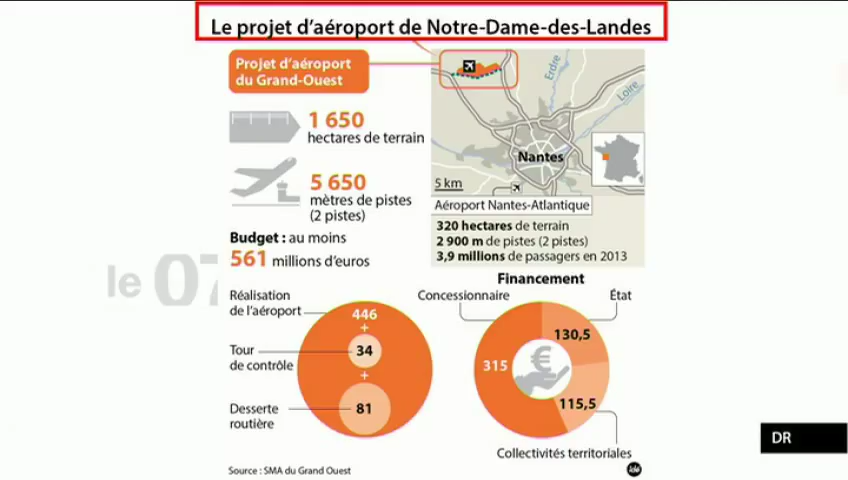 Le projet d'aéroport de Notre-Dame-des-Landes
Projet d'aéroport
du Grand-Ouest
1 650
hectares de terrain
5 650
mètres de pistes
(2 pistes)
Budget : au moins
561 millions d'euros
Erdre
Loire
Nantes
5 km
Aéroport Nantes-Atlantique
320 hectares de terrain
2 900 m de pistes (2 pistes)
3,9 millions de passagers en 2013
le 07
Réalisation
de l'aéroport
446
+
Tour
de contrôle
34
+
Desserte
routière
81
Financement
Concessionnaire
État
130,5
315
€
115,5
Collectivités territoriales
Source : SMA du Grand Ouest
DR